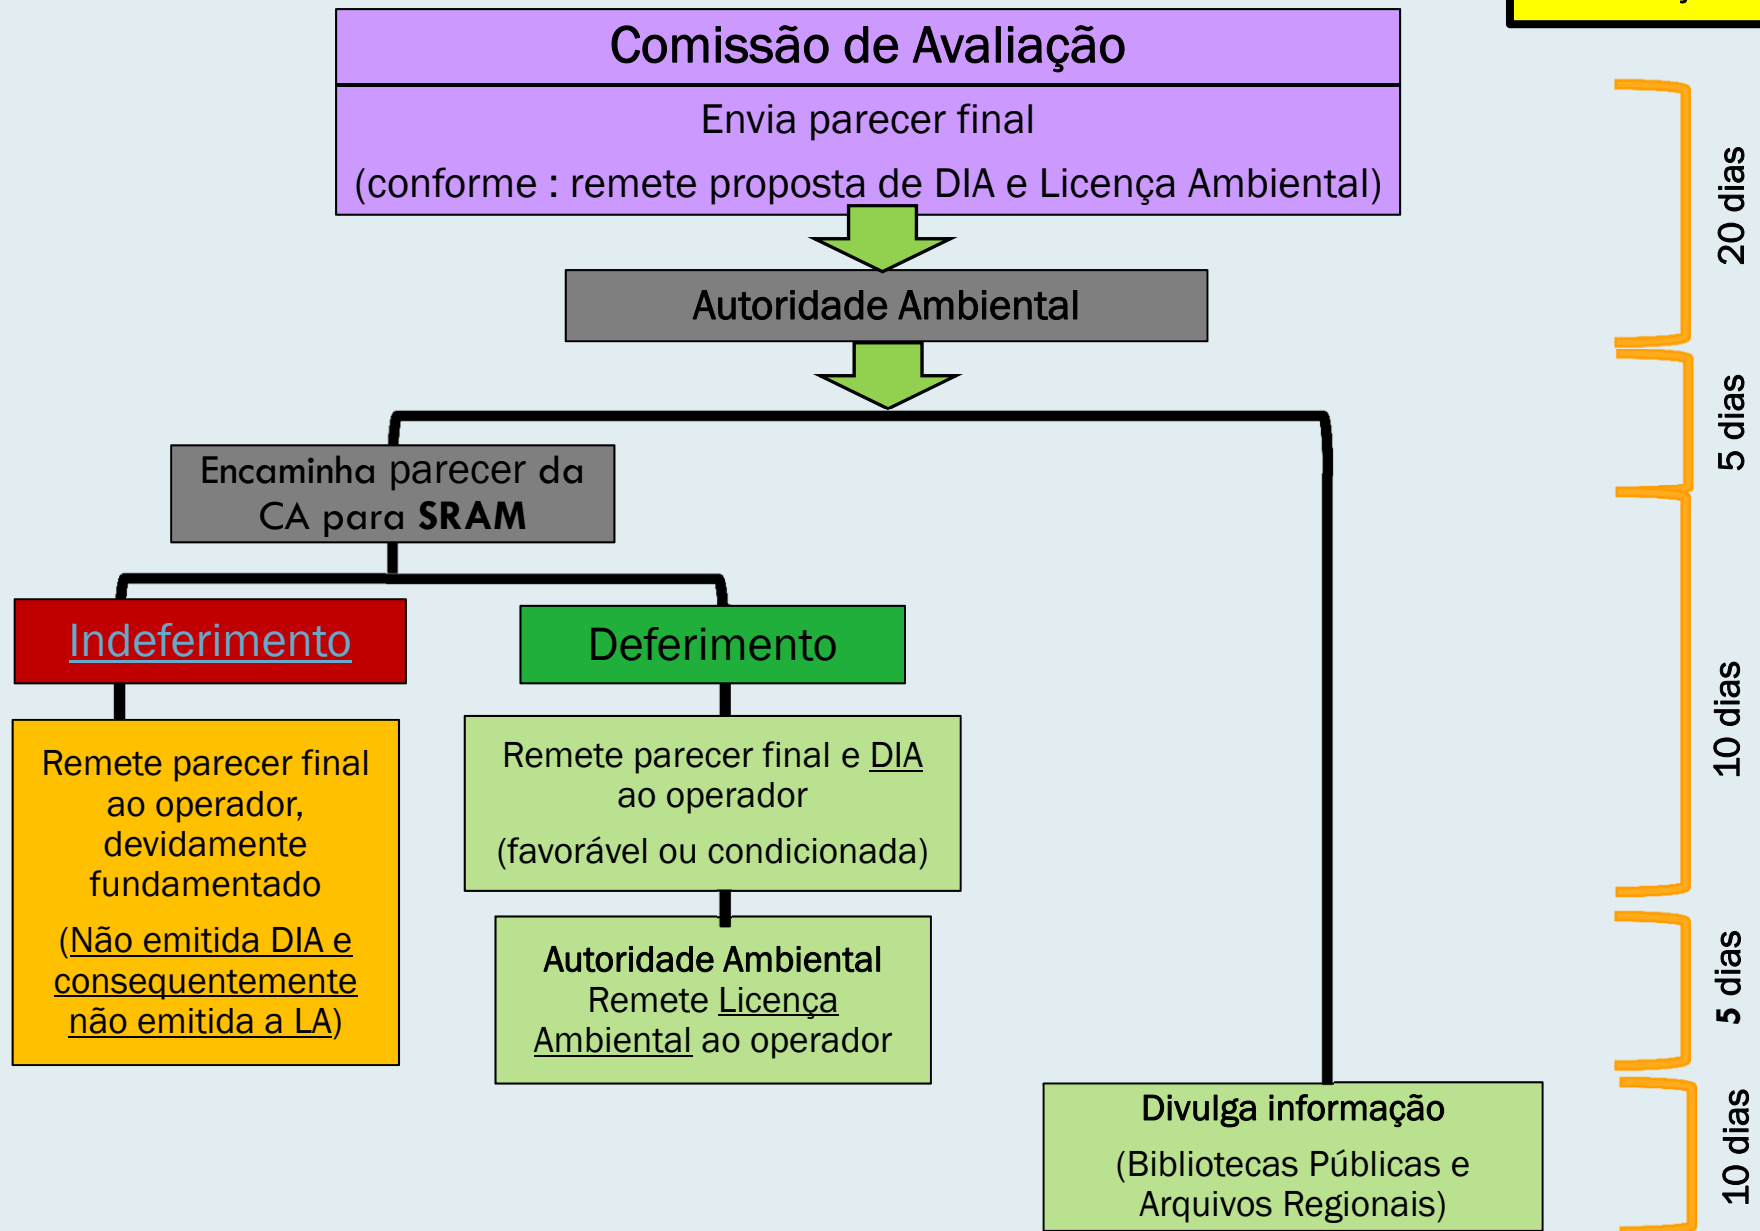 Comissão de Avaliação
Envia parecer final
(conforme : remete proposta de DIA e Licença Ambiental)
20 dias
Autoridade Ambiental
5 dias
Encaminha parecer da
CA para SRAM
Indeferimento
Deferimento
10 dias
Remete parecer final
ao operador,
devidamente
fundamentado
(Não emitida DIA e
consequentemente
não emitida a LA)
Remete parecer final e DIA
ao operador
(favorável ou condicionada)
Autoridade Ambiental
Remete Licença
Ambiental ao operador
5 dias
Divulga informação
(Bibliotecas Públicas e
Arquivos Regionais)
10 dias